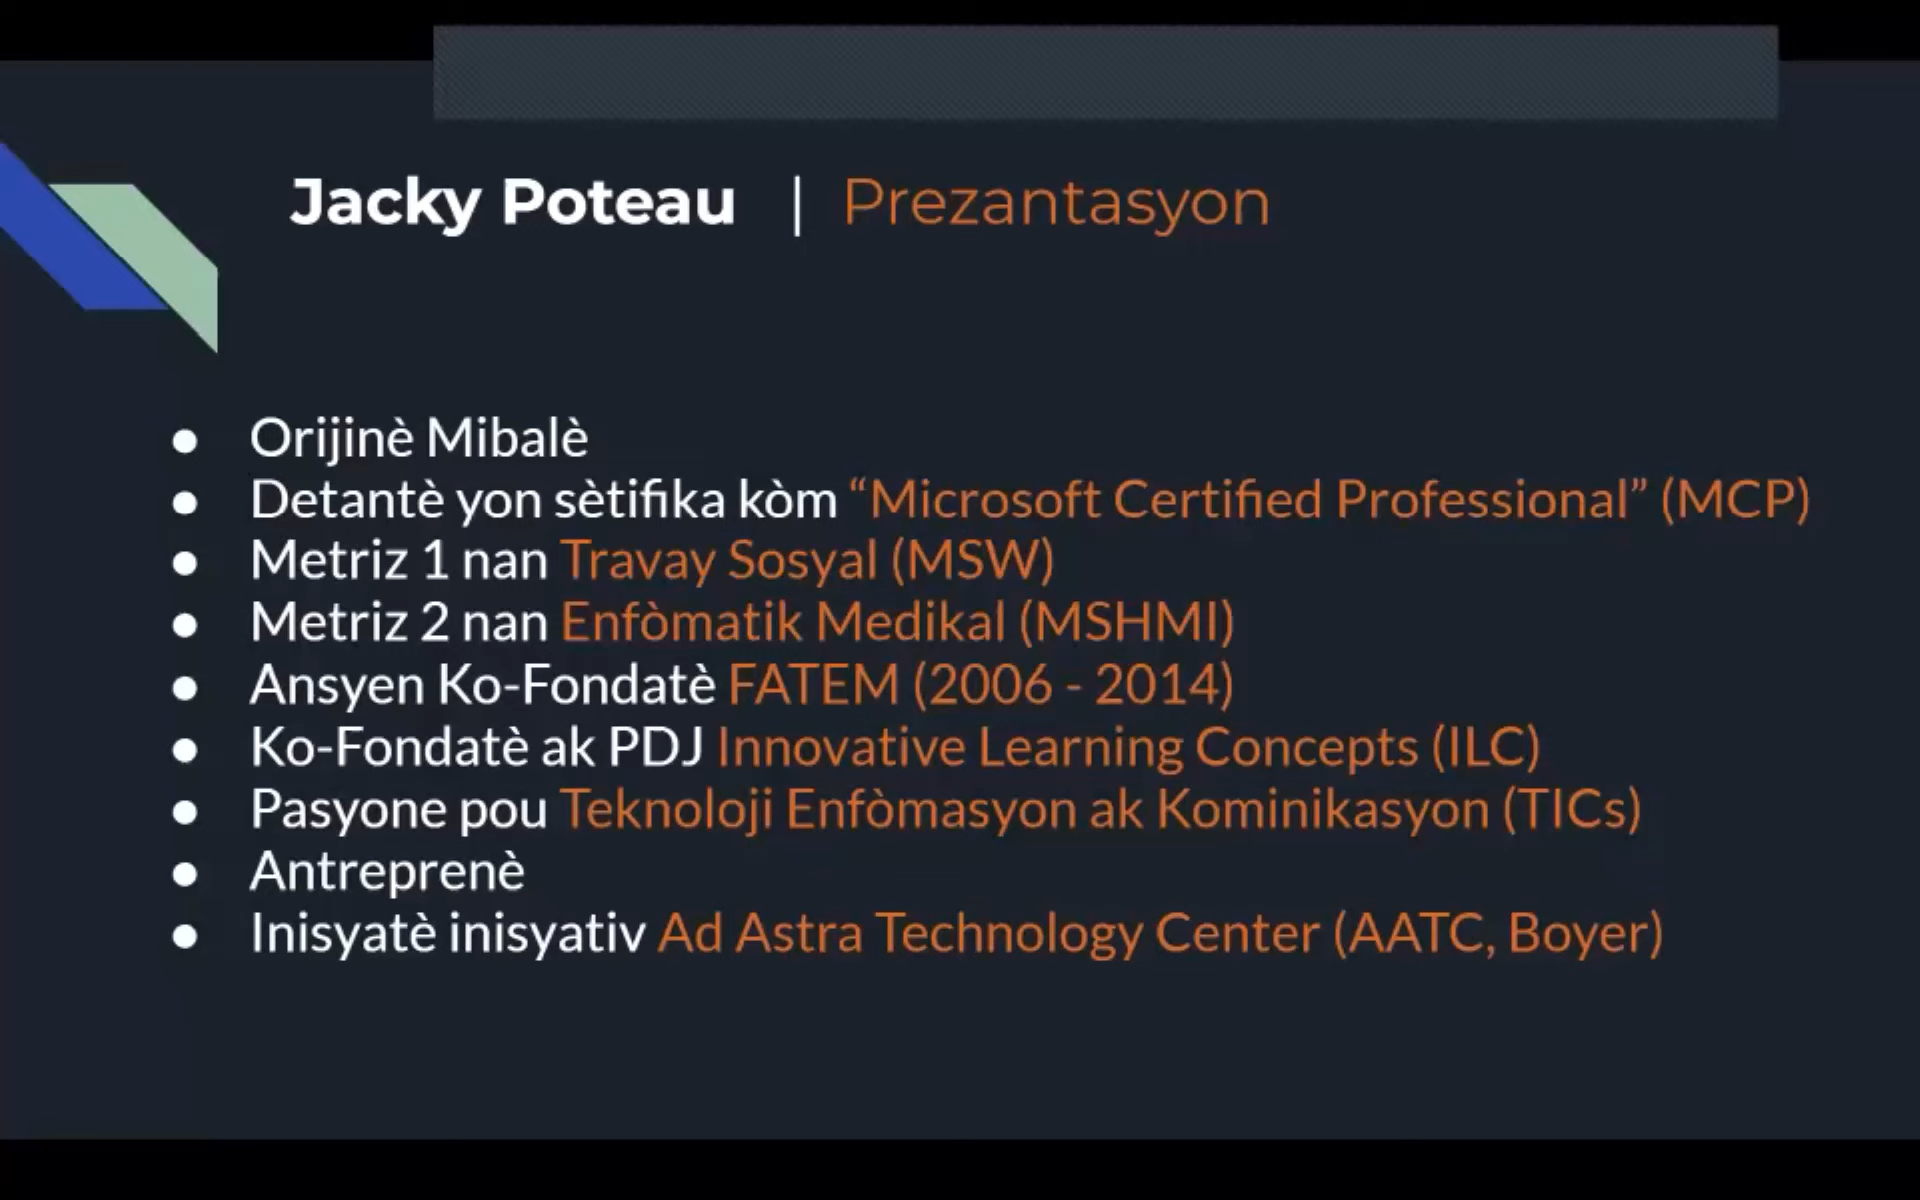 Jacky Poteau | Prezantasyon
● Orijinè Mibalè
● Detantè yon sètifika kòm “Microsoft Certified Professional” (MCP)
● Metriz 1 nan Travay Sosyal (MSW)
● Metriz 2 nan Enfòmatik Medikal (MSHMI)
● Ansyen Ko-Fondatè FATEM (2006 - 2014)
● Ko-Fondatè ak PDJ Innovative Learning Concepts (ILC)
● Pasyone pou Teknoloji Enfòmasyon ak Kominikasyon (TICs)
● Antreprenè
● Inisyatè inisyativ Ad Astra Technology Center (AATC, Boyer)